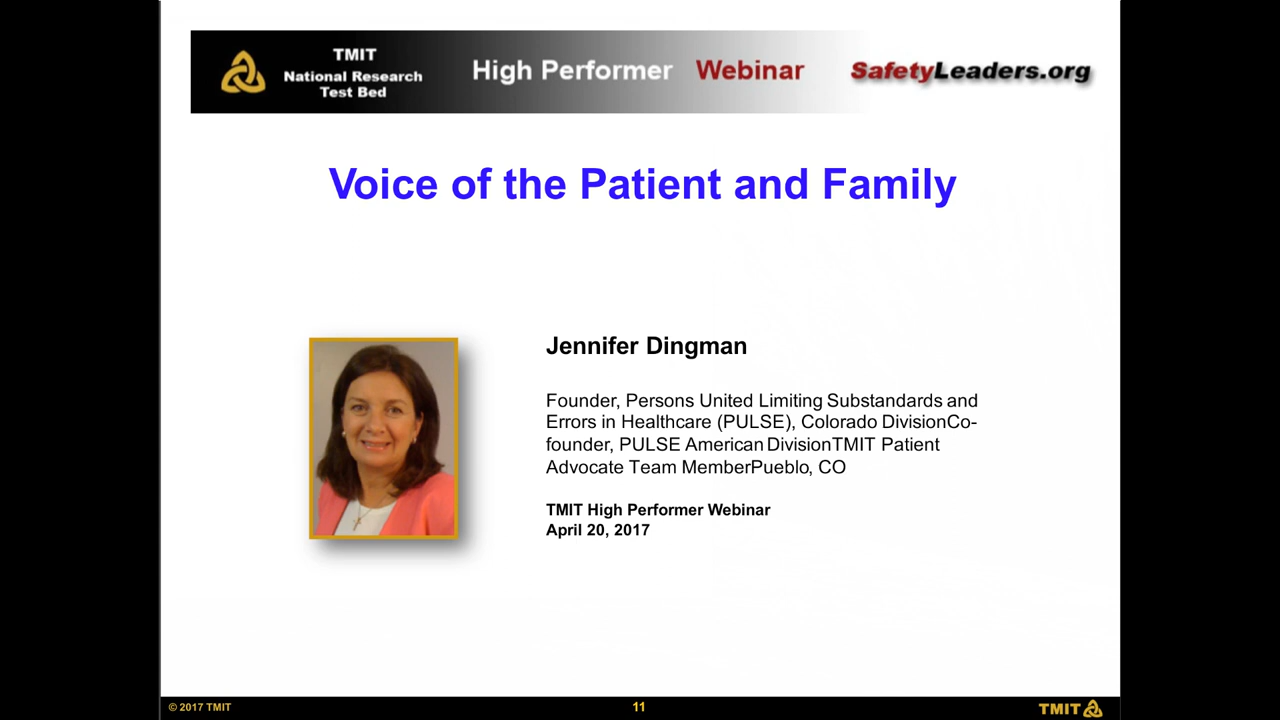 TMIT
National Research
Test Bed
High Performer Webinar
SafetyLeaders.org
Voice of the Patient and Family
Jennifer Dingman
Founder, Persons United Limiting Substandards and
Errors in Healthcare (PULSE), Colorado DivisionCo-
founder, PULSE American DivisionTMIT Patient
Advocate Team MemberPueblo, CO
TMIT High Performer Webinar
April 20, 2017
© 2017 TMIT
11
TMIT